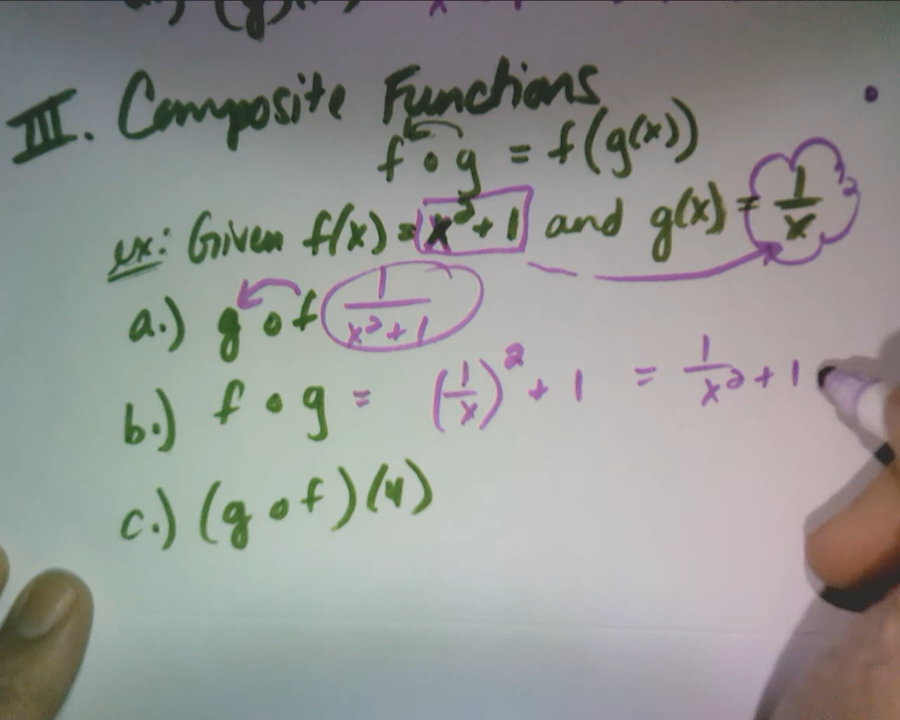 III. Composite Functions
f ∘ g = f(g(x))
ex: Given f(x) = x² + 1 and g(x) = 1/x
a.) g ∘ f 1/(x² + 1)
b.) f ∘ g = (1/x)² + 1 = 1/x² + 1
c.) (g ∘ f)(4)